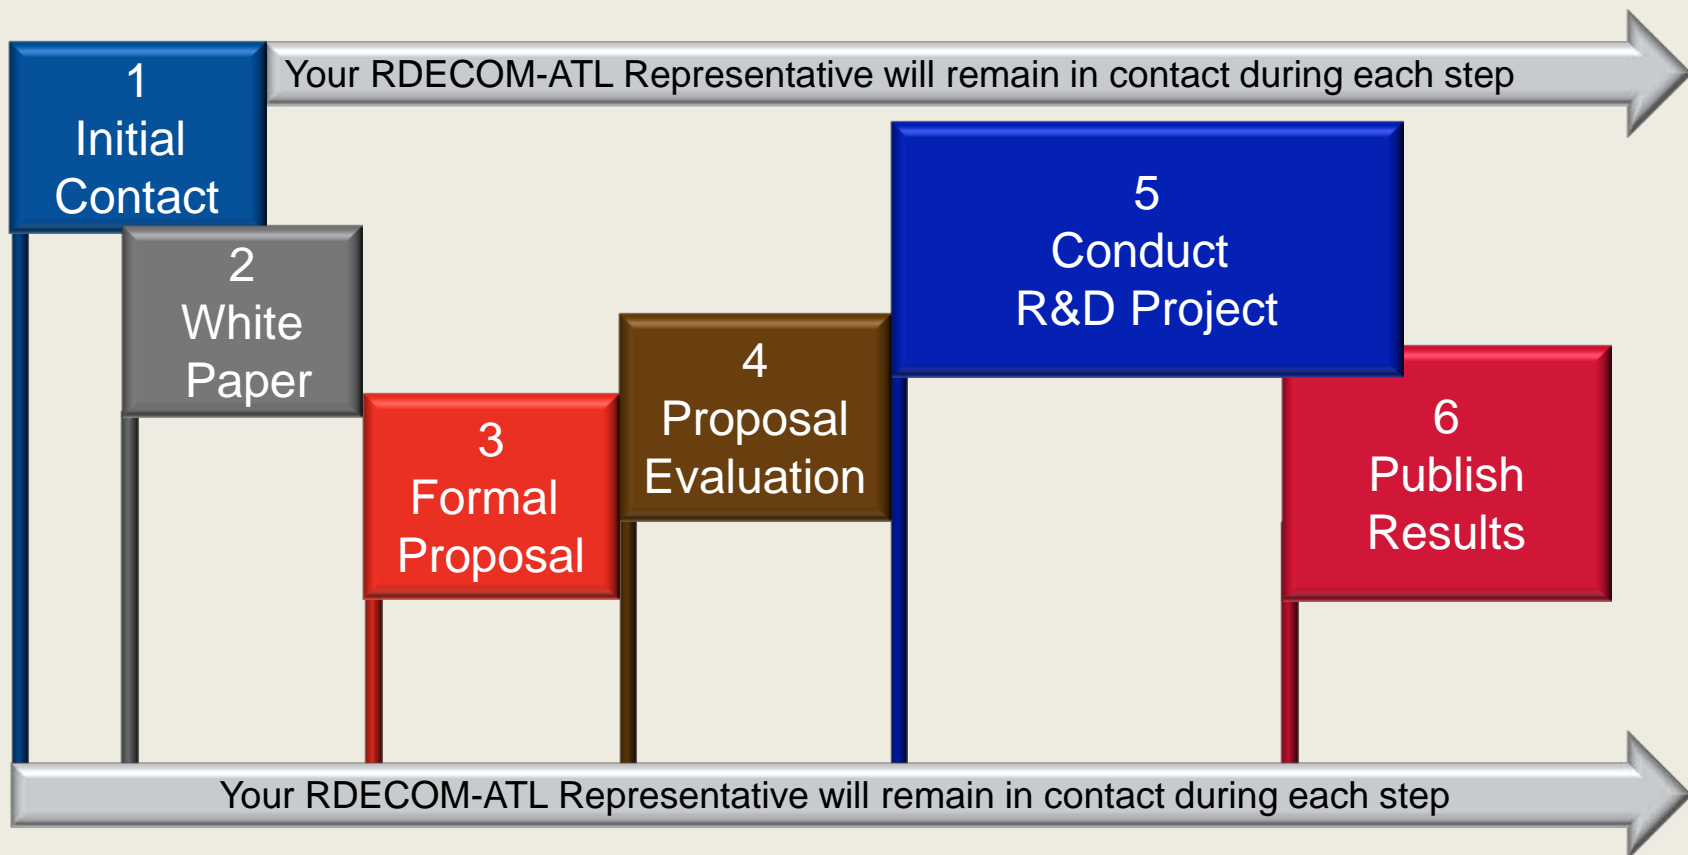 Your RDECOM-ATL Representative will remain in contact during each step
1
Initial
Contact
2
White
Paper
3
Formal
Proposal
4
Proposal
Evaluation
5
Conduct
R&D Project
6
Publish
Results
Your RDECOM-ATL Representative will remain in contact during each step